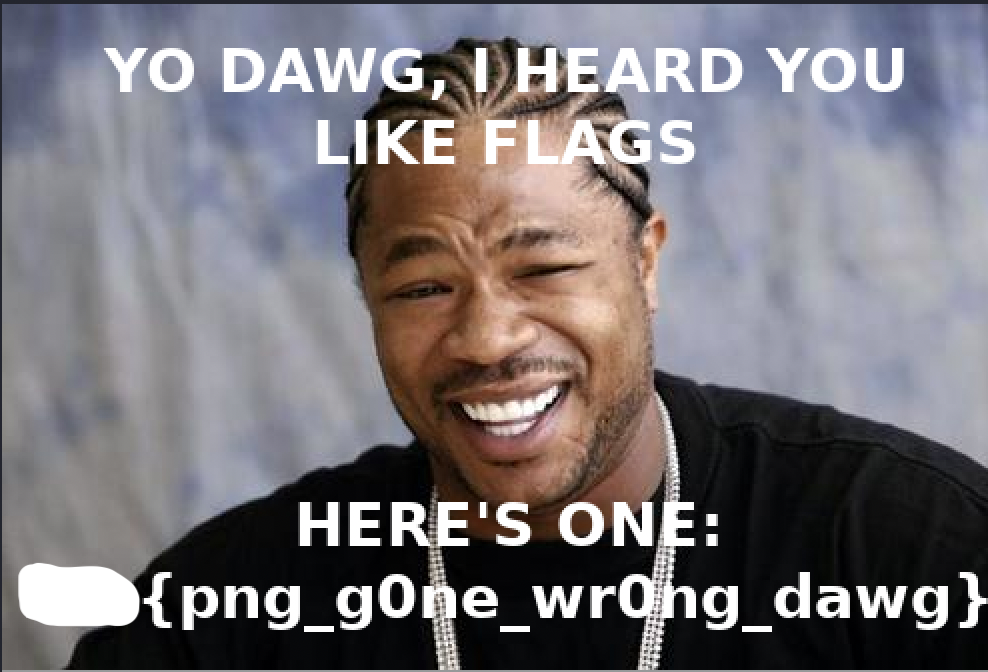 YO DAWG, I HEARD YOU
LIKE FLAGS
HERE'S ONE:
{png_g0ne_wr0ng_dawg}